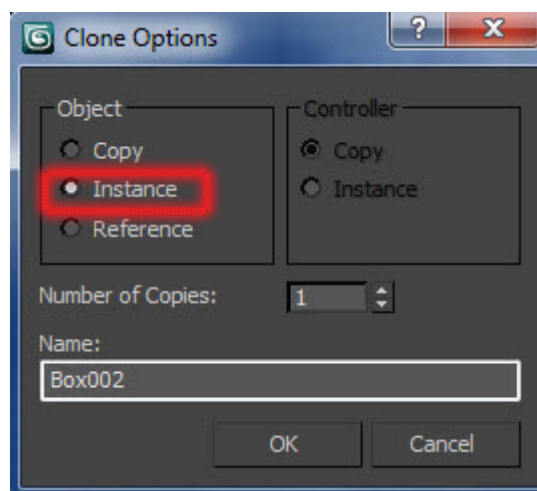 Clone Options
Object
Controller
Copy
Copy
Instance
Instance
Reference
Number of Copies:
1
Name:
Box002
OK
Cancel